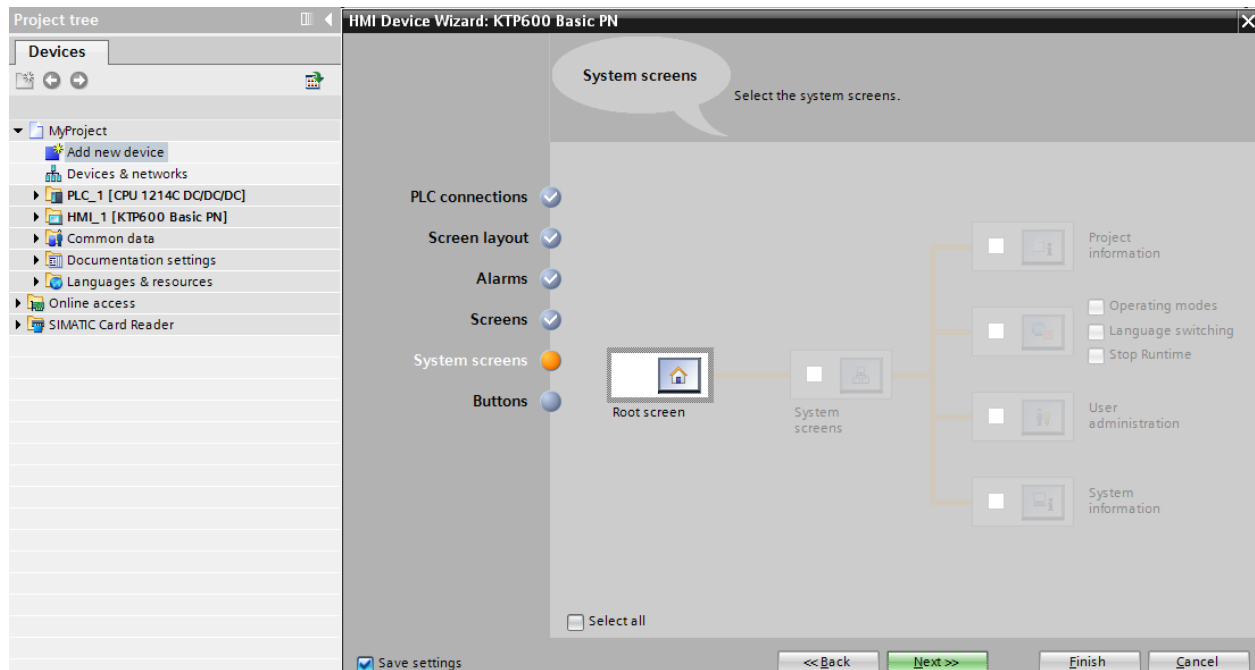 Project tree
Devices
MyProject
Add new device
Devices & networks
PLC_1 [CPU 1214C DC/DC/DC]
HMI_1 [KTP600 Basic PN]
Common data
Documentation settings
Languages & resources
Online access
SIMATIC Card Reader
HMI Device Wizard: KTP600 Basic PN
System screens
Select the system screens.
PLC connections
Screen layout
Alarms
Screens
System screens
Buttons
Root screen
System
screens
Project
information
Operating modes
Language switching
Stop Runtime
User
administration
System
information
Select all
Save settings
<< Back
Next >>
Finish
Cancel